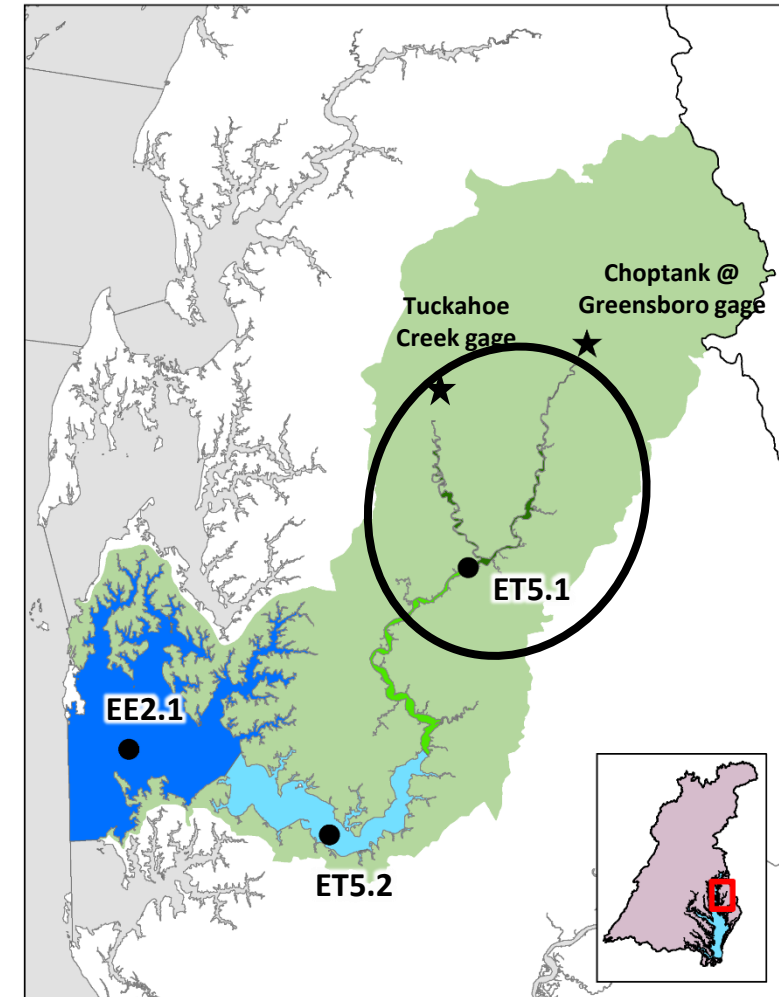 Choptank @
Greensboro gage
Tuckahoe
Creek gage
ET5.1
EE2.1
ET5.2